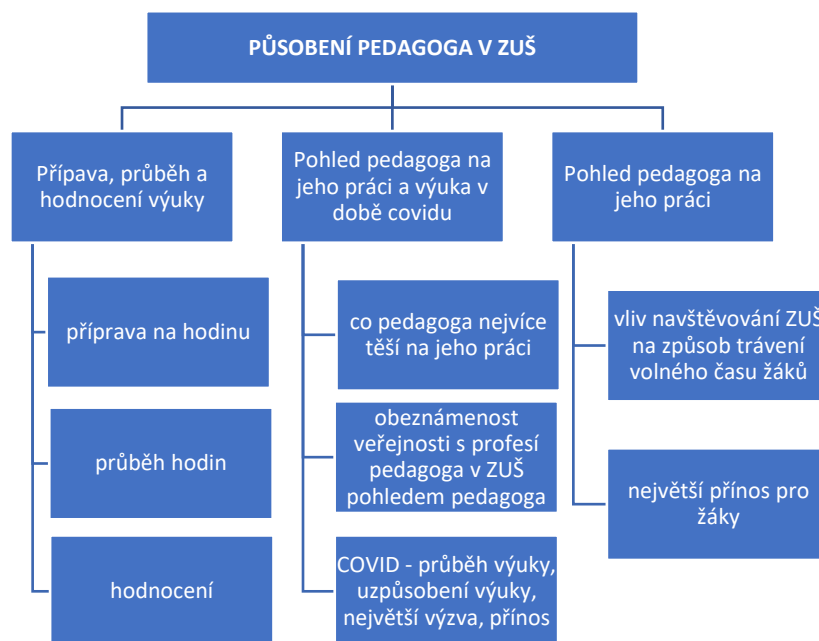 PŮSOBENÍ PEDAGOGA V ZUŠ
Přípava, průběh a
hodnocení výuky
Pohled pedagoga na
jeho práci a výuka v
době covidu
Pohled pedagoga na
jeho práci
příprava na hodinu
průběh hodin
hodnocení
co pedagoga nejvíce
těší na jeho práci
obeznámenost
veřejnosti s profesí
pedagoga v ZUŠ
pohledem pedagoga
COVID - průběh výuky,
uzpůsobení výuky,
největší výzva, přínos
vliv navštěvování ZUŠ
na způsob trávení
volného času žáků
největší přínos pro
žáky